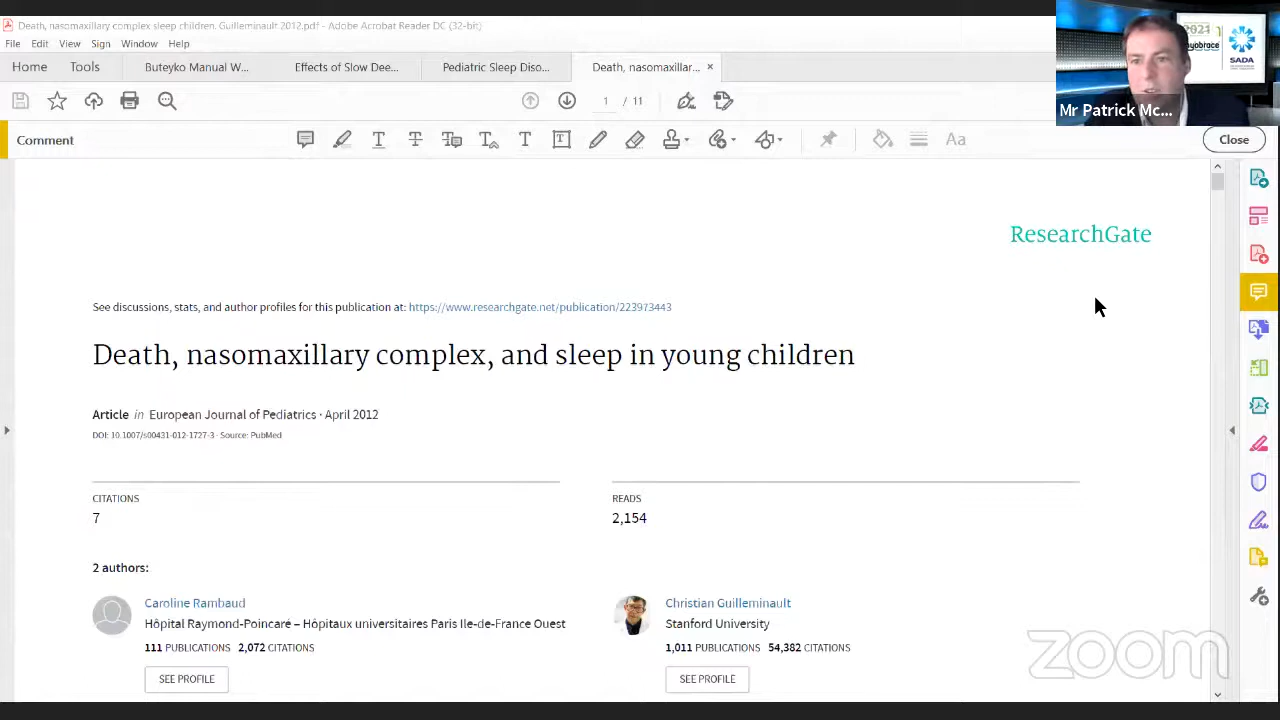 Death, nasomaxillary complex sleep children. Guilleminault 2012.pdf - Adobe Acrobat Reader DC (32-bit)
File Edit View Sign Window Help
Home Tools Buteyko Manual W... Effects of Slow Dee... Pediatric Sleep Diso... Death, nasomaxillar... ×
1 / 11
Comment
Aa
Close
2021
SADA
Mr Patrick Mc...
ResearchGate
See discussions, stats, and author profiles for this publication at: https://www.researchgate.net/publication/223973443
Death, nasomaxillary complex, and sleep in young children
Article in European Journal of Pediatrics · April 2012
DOI: 10.1007/s00431-012-1727-3 · Source: PubMed
CITATIONS READS
7 2,154
2 authors:
Caroline Rambaud Christian Guilleminault
Hôpital Raymond-Poincaré – Hôpitaux universitaires Paris Ile-de-France Ouest Stanford University
111 PUBLICATIONS 2,072 CITATIONS 1,011 PUBLICATIONS 54,382 CITATIONS
SEE PROFILE SEE PROFILE
zoom